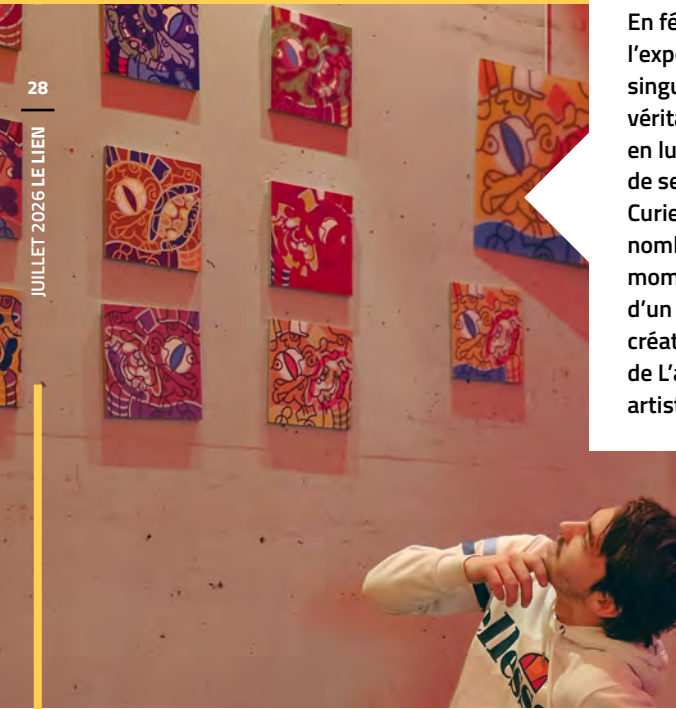 28
JUILLET 2026 LE LIEN
En fé
l'expo
singu
vérita
en lu
de se
Curie
nomb
mom
d'un
créat
de L'a
artist